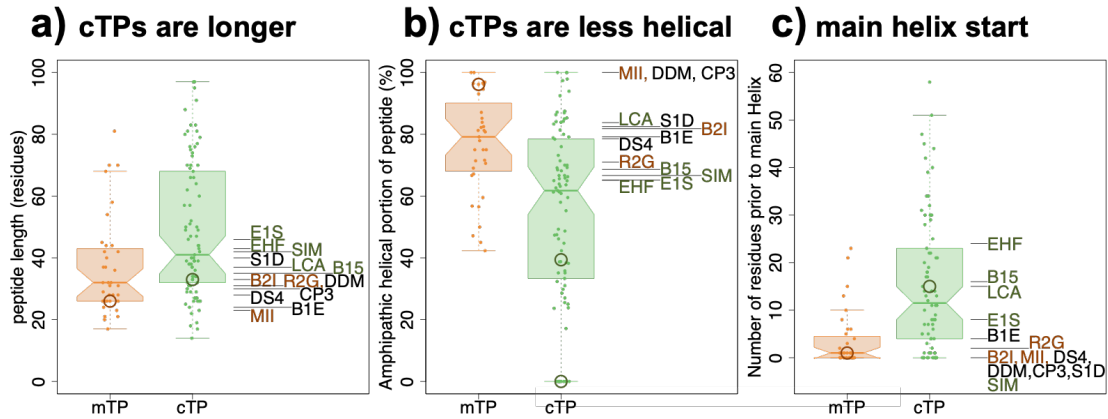 a) cTPs are longer
peptide length (residues)
100
80
60
40
20
0
E1S
EHF SIM
S1D
LCA B15
B2I R2G,DDM
DS4 CP3
B1E
MII
mTP cTP
b) cTPs are less helical
Amphipathic helical portion of peptide (%)
100
80
60
40
20
0
MII, DDM, CP3
LCA S1D
B2I
DS4 B1E
R2G
B15 SIM
EHF E1S
mTP cTP
c) main helix start
Number of residues prior to main Helix
60
50
40
30
20
10
0
EHF
B15
LCA
E1S
B1E
R2G
B2I,MII, DS4,
DDM,CP3,S1D
SIM
mTP cTP